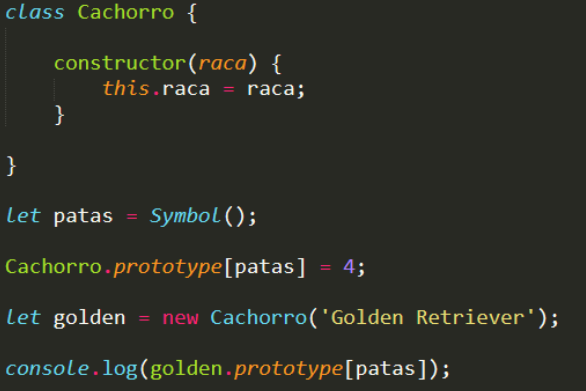 class Cachorro {
constructor(raca) {
this.raca = raca;
}
}
let patas = Symbol();
Cachorro.prototype[patas] = 4;
let golden = new Cachorro('Golden Retriever');
console.log(golden.prototype[patas]);